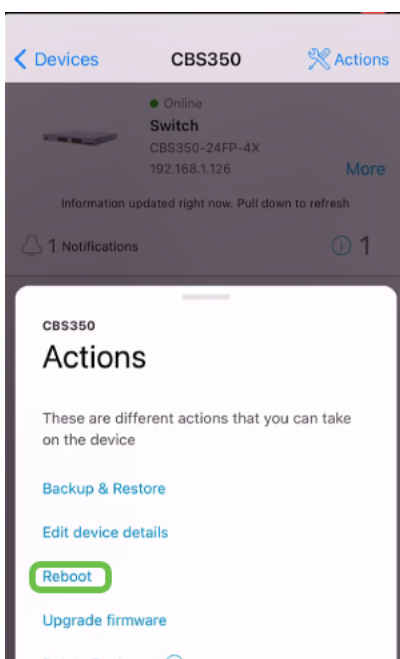 Devices CBS350 Actions
Online
Switch
CBS350-24FP-4X
192.168.1.126 More
Information updated right now. Pull down to refresh
1 Notifications 1
CBS350
Actions
These are different actions that you can take
on the device
Backup & Restore
Edit device details
Reboot
Upgrade firmware